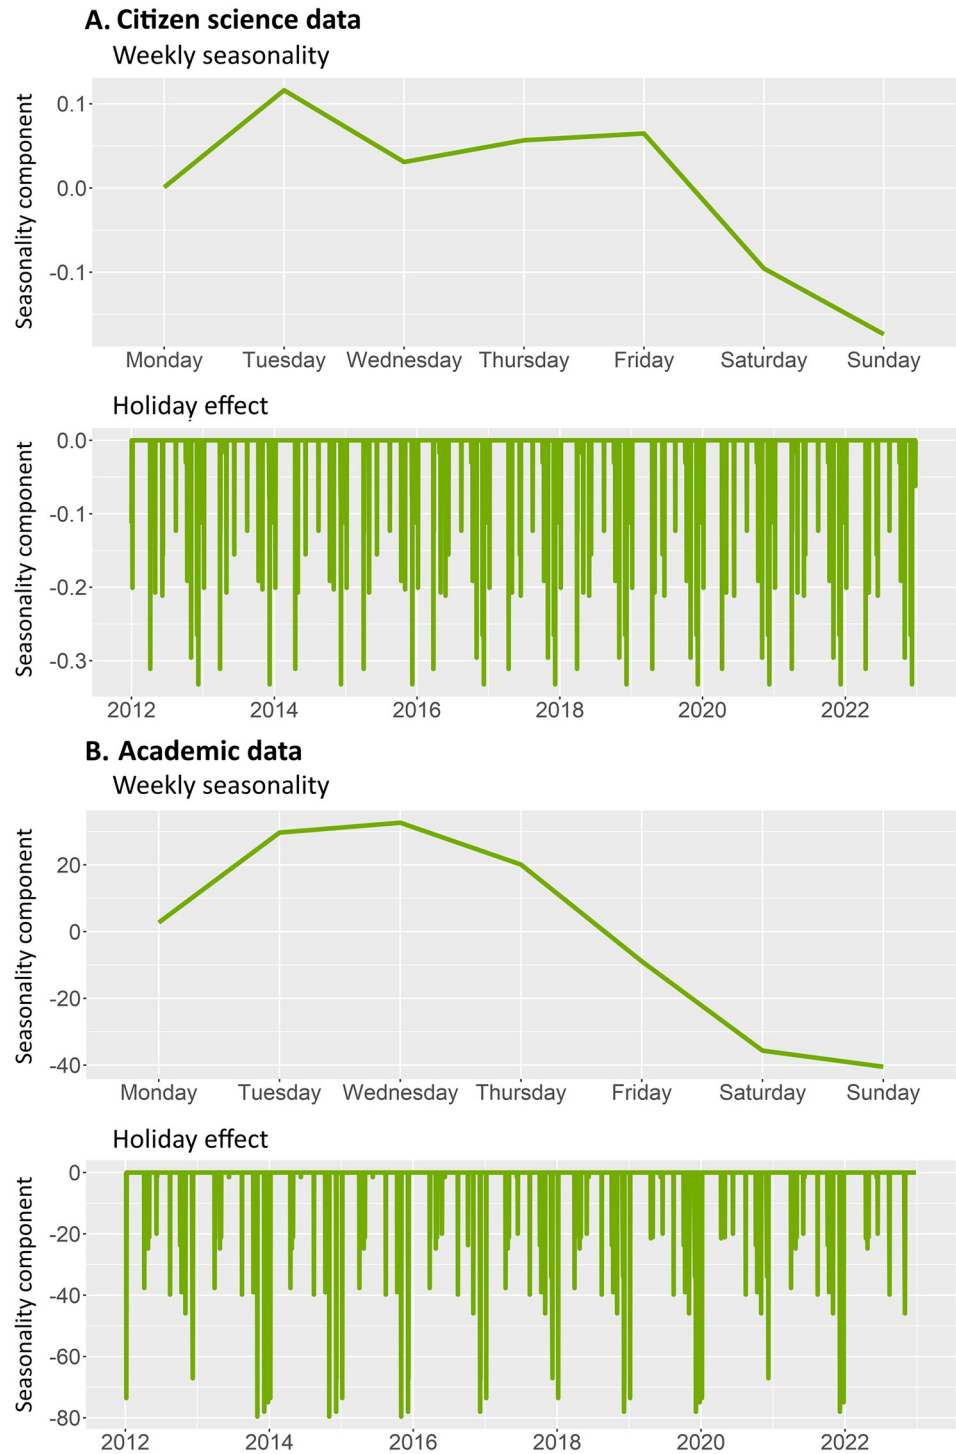 A. Citizen science data
Weekly seasonality
Seasonality component
0.1
0.0
-0.1
Monday Tuesday Wednesday Thursday Friday Saturday Sunday
Holiday effect
Seasonality component
0.0
-0.1
-0.2
-0.3
2012 2014 2016 2018 2020 2022
B. Academic data
Weekly seasonality
Seasonality component
20
0
-20
-40
Monday Tuesday Wednesday Thursday Friday Saturday Sunday
Holiday effect
Seasonality component
0
-20
-40
-60
-80
2012 2014 2016 2018 2020 2022